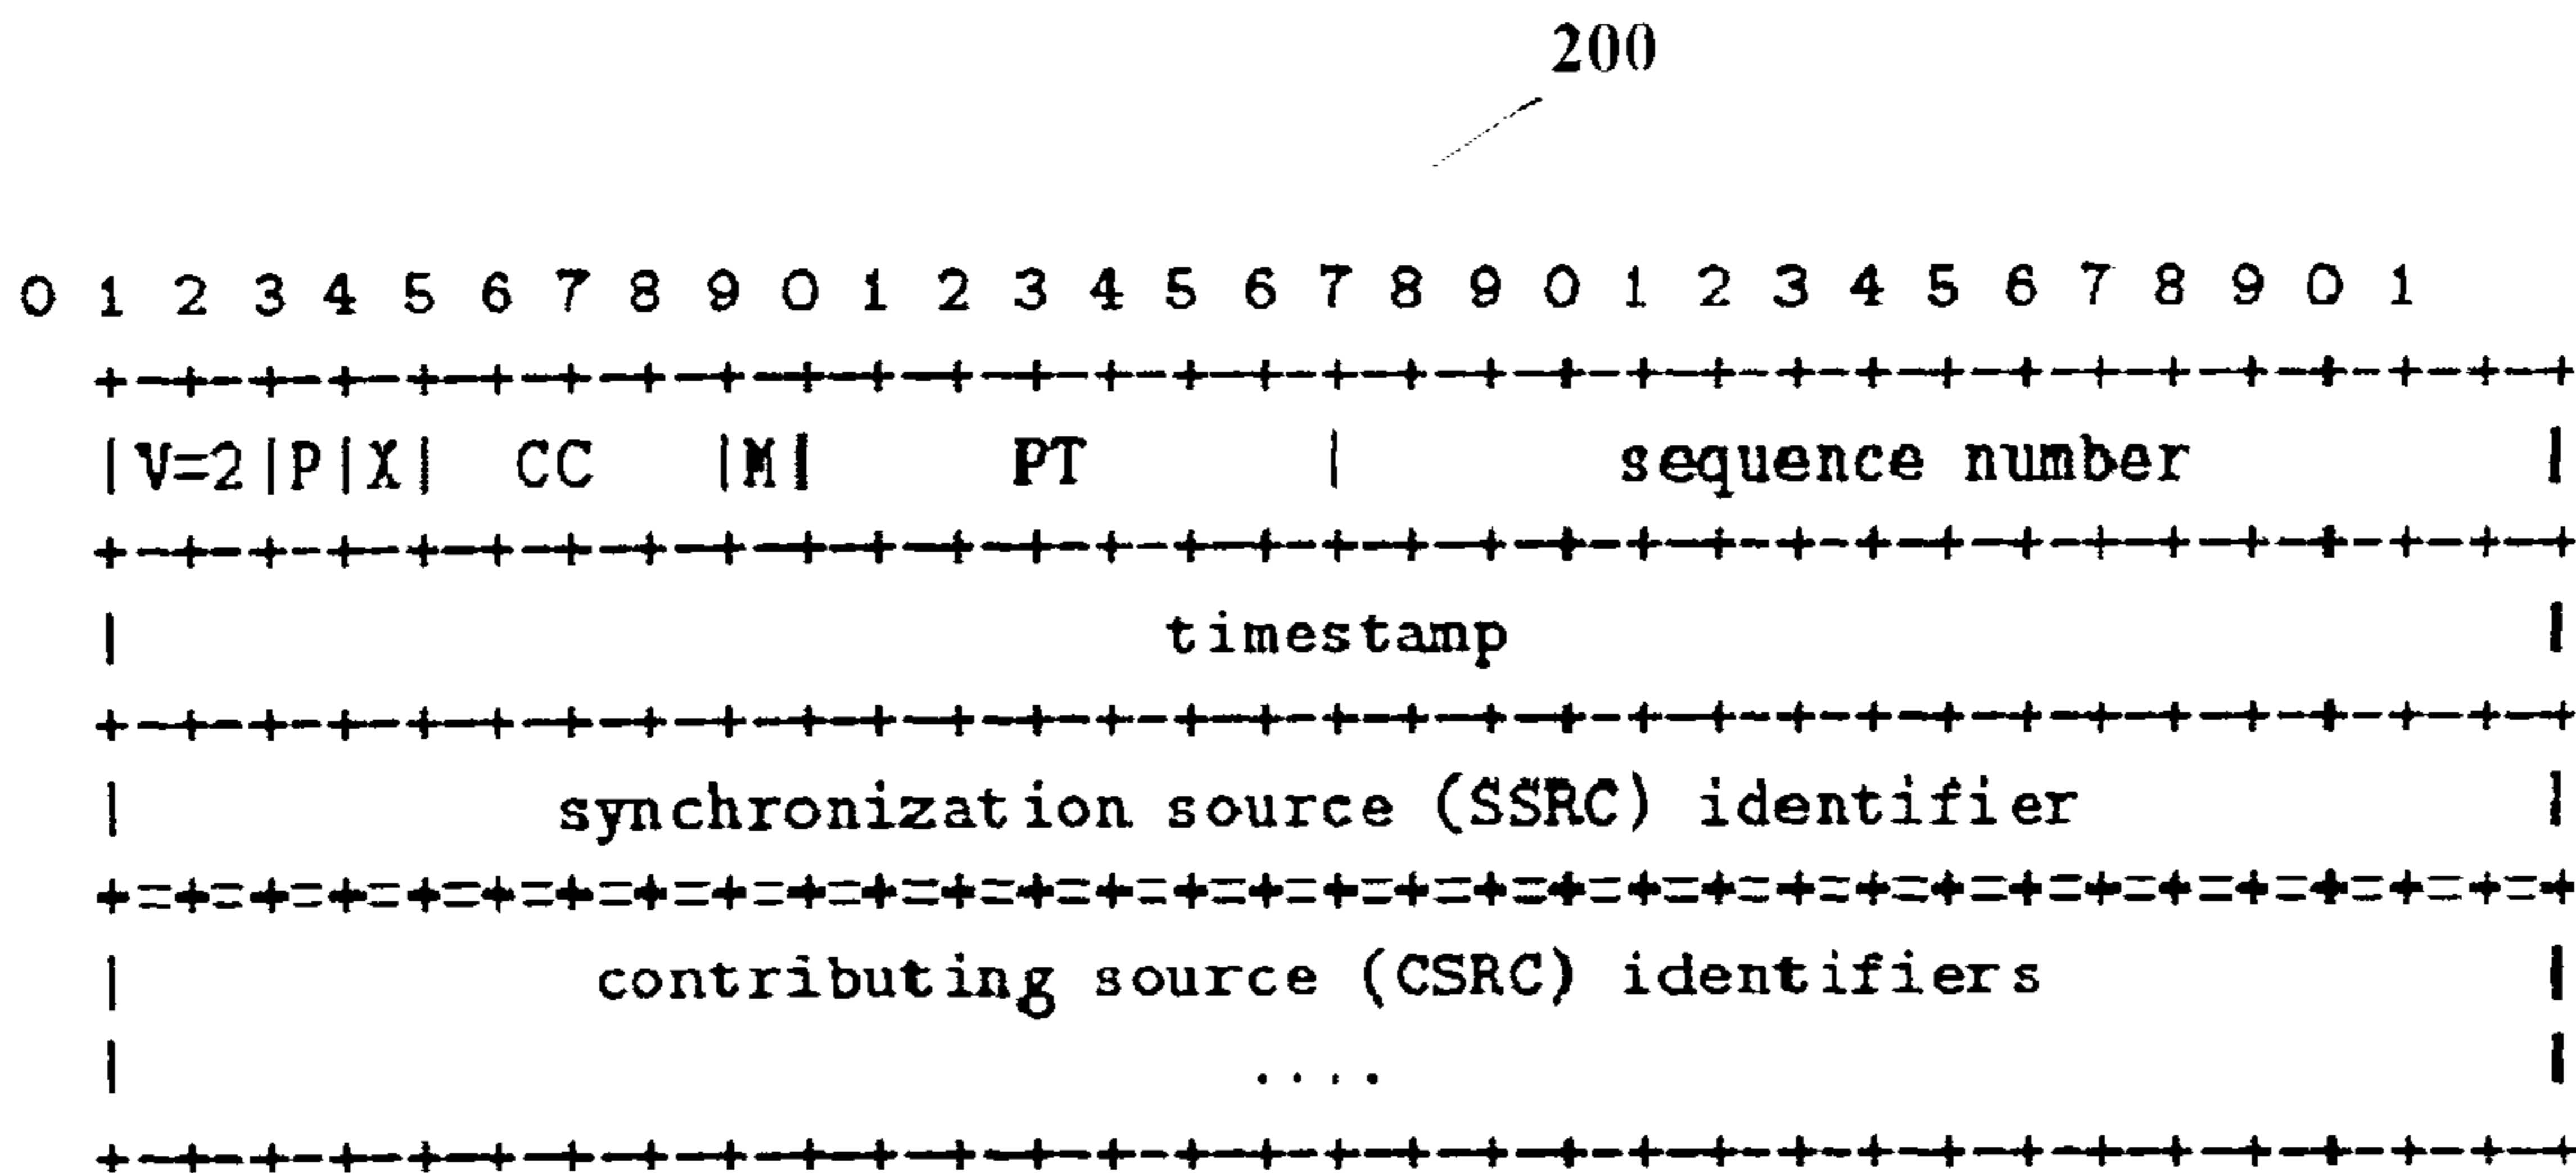 200
0 1 2 3 4 5 6 7 8 9 0 1 2 3 4 5 6 7 8 9 0 1 2 3 4 5 6 7 8 9 0 1
+-+-+-+-+-+-+-+-+-+-+-+-+-+-+-+-+-+-+-+-+-+-+-+-+-+-+-+-+-+-+-+-+
|V=2|P|X| CC |M| PT | sequence number |
+-+-+-+-+-+-+-+-+-+-+-+-+-+-+-+-+-+-+-+-+-+-+-+-+-+-+-+-+-+-+-+-+
| timestamp |
+-+-+-+-+-+-+-+-+-+-+-+-+-+-+-+-+-+-+-+-+-+-+-+-+-+-+-+-+-+-+-+-+
| synchronization source (SSRC) identifier |
+=+=+=+=+=+=+=+=+=+=+=+=+=+=+=+=+=+=+=+=+=+=+=+=+=+=+=+=+=+=+=+=+
| contributing source (CSRC) identifiers |
| .... |
+-+-+-+-+-+-+-+-+-+-+-+-+-+-+-+-+-+-+-+-+-+-+-+-+-+-+-+-+-+-+-+-+